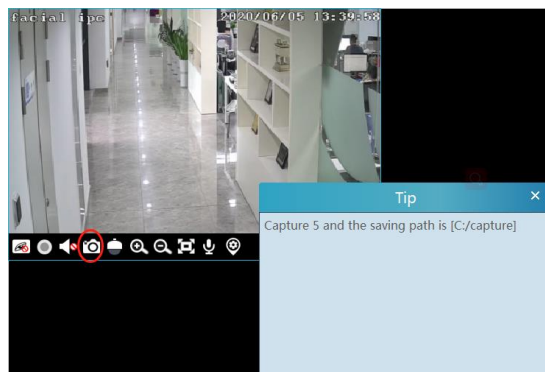 facial ipc
2020/06/05 13:39:58
Tip
Capture 5 and the saving path is [C:/capture]